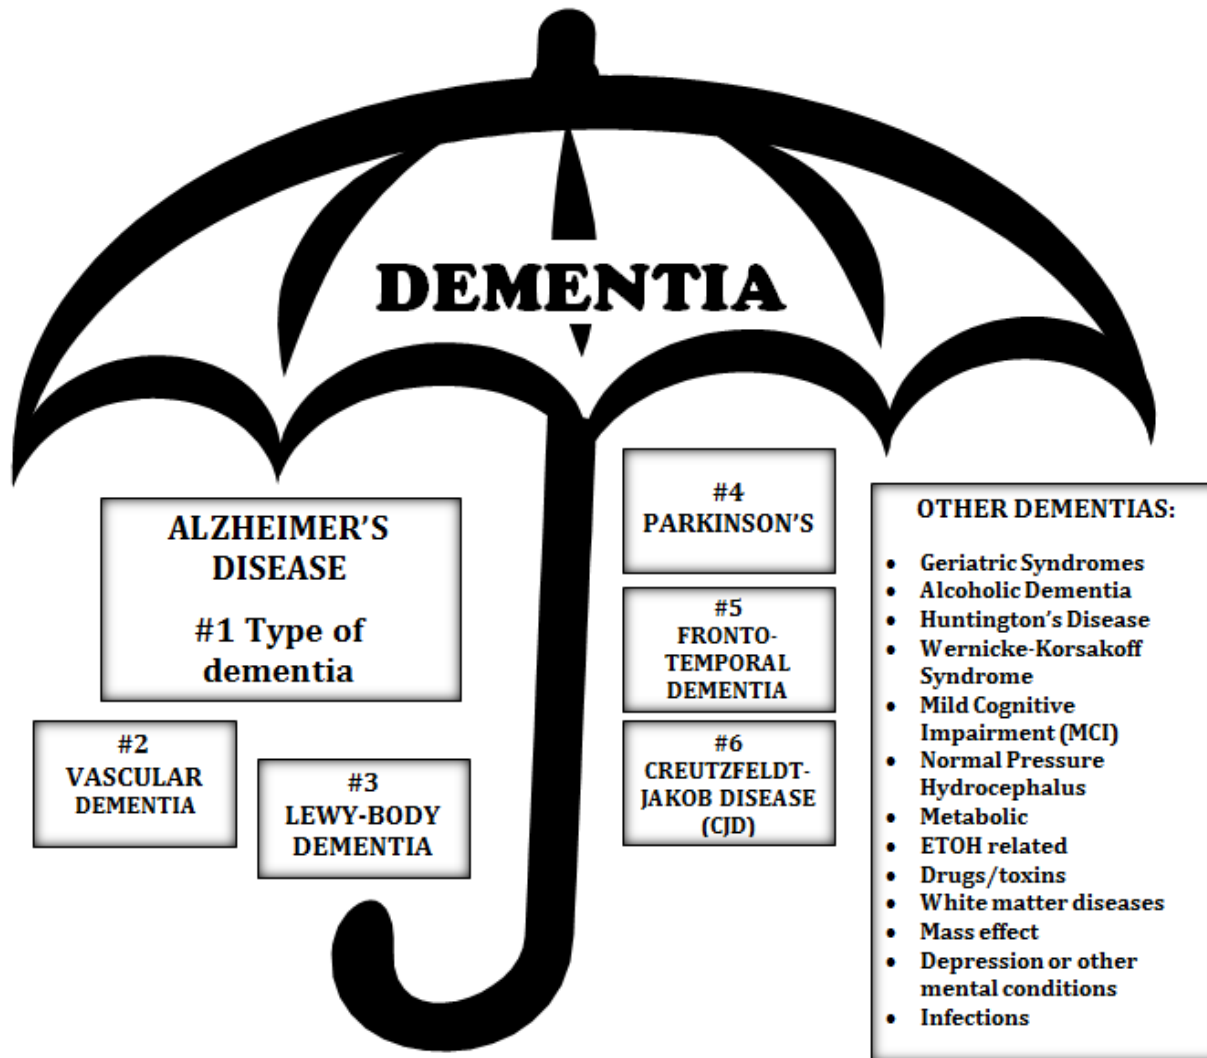 DEMENTIA
ALZHEIMER'S
DISEASE
#1 Type of
dementia
#2
VASCULAR
DEMENTIA
#3
LEWY-BODY
DEMENTIA
#4
PARKINSON'S
#5
FRONTO-
TEMPORAL
DEMENTIA
#6
CREUTZFELDT-
JAKOB DISEASE
(CJD)
OTHER DEMENTIAS:
• Geriatric Syndromes
• Alcoholic Dementia
• Huntington's Disease
• Wernicke-Korsakoff
Syndrome
• Mild Cognitive
Impairment (MCI)
• Normal Pressure
Hydrocephalus
• Metabolic
• ETOH related
• Drugs/toxins
• White matter diseases
• Mass effect
• Depression or other
mental conditions
• Infections